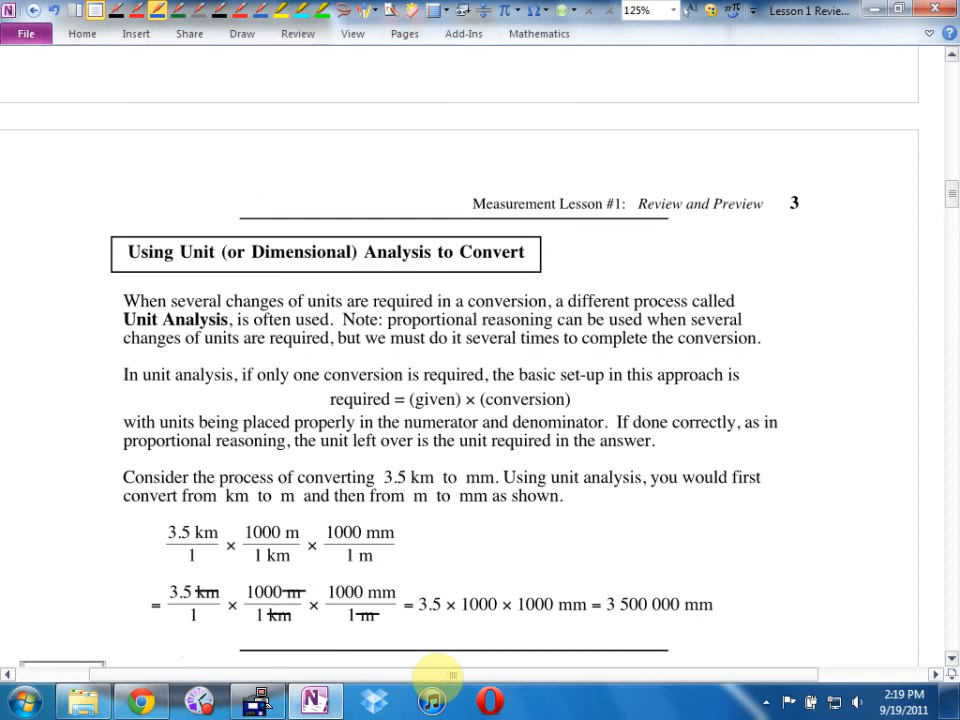 125%
Lesson 1 Revie...
File Home Insert Share Draw Review View Pages Add-Ins Mathematics
Measurement Lesson #1: Review and Preview 3
Using Unit (or Dimensional) Analysis to Convert
When several changes of units are required in a conversion, a different process called
Unit Analysis, is often used. Note: proportional reasoning can be used when several
changes of units are required, but we must do it several times to complete the conversion.
In unit analysis, if only one conversion is required, the basic set-up in this approach is
required = (given) × (conversion)
with units being placed properly in the numerator and denominator. If done correctly, as in
proportional reasoning, the unit left over is the unit required in the answer.
Consider the process of converting 3.5 km to mm. Using unit analysis, you would first
convert from km to m and then from m to mm as shown.
3.5 km 1000 m 1000 mm
× ×
1 1 km 1 m
3.5 km 1000 m 1000 mm
= × × = 3.5 × 1000 × 1000 mm = 3 500 000 mm
1 1 km 1 m
2:19 PM
9/19/2011